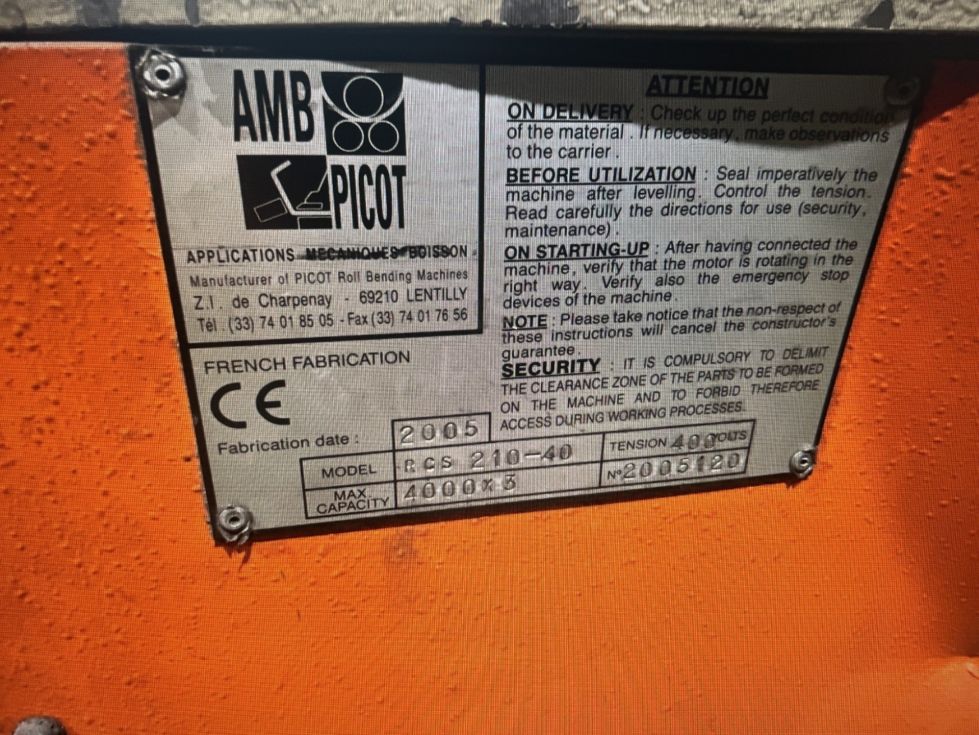 AMB
PICOT
APPLICATIONS MECANIQUES BOISSON
Manufacturer of PICOT Roll Bending Machines
Z.I. de Charpenay - 69210 LENTILLY
Tél. (33) 74 01 85 05 - Fax (33) 74 01 76 56
FRENCH FABRICATION
CE
Fabrication date : 2005
MODEL RCS 210-40
TENSION 400 VOLTS
MAX. CAPACITY 4000x3
N° 2005120
ATTENTION
ON DELIVERY : Check up the perfect condition
of the material . If necessary, make observations
to the carrier .
BEFORE UTILIZATION : Seal imperatively the
machine after levelling. Control the tension.
Read carefully the directions for use (security,
maintenance) .
ON STARTING-UP : After having connected the
machine, verify that the motor is rotating in the
right way. Verify also the emergency stop
devices of the machine.
NOTE : Please take notice that the non-respect of
these instructions will cancel the constructor's
guarantee.
SECURITY : IT IS COMPULSORY TO DELIMIT
THE CLEARANCE ZONE OF THE PARTS TO BE FORMED
ON THE MACHINE AND TO FORBID THEREFORE
ACCESS DURING WORKING PROCESSES.